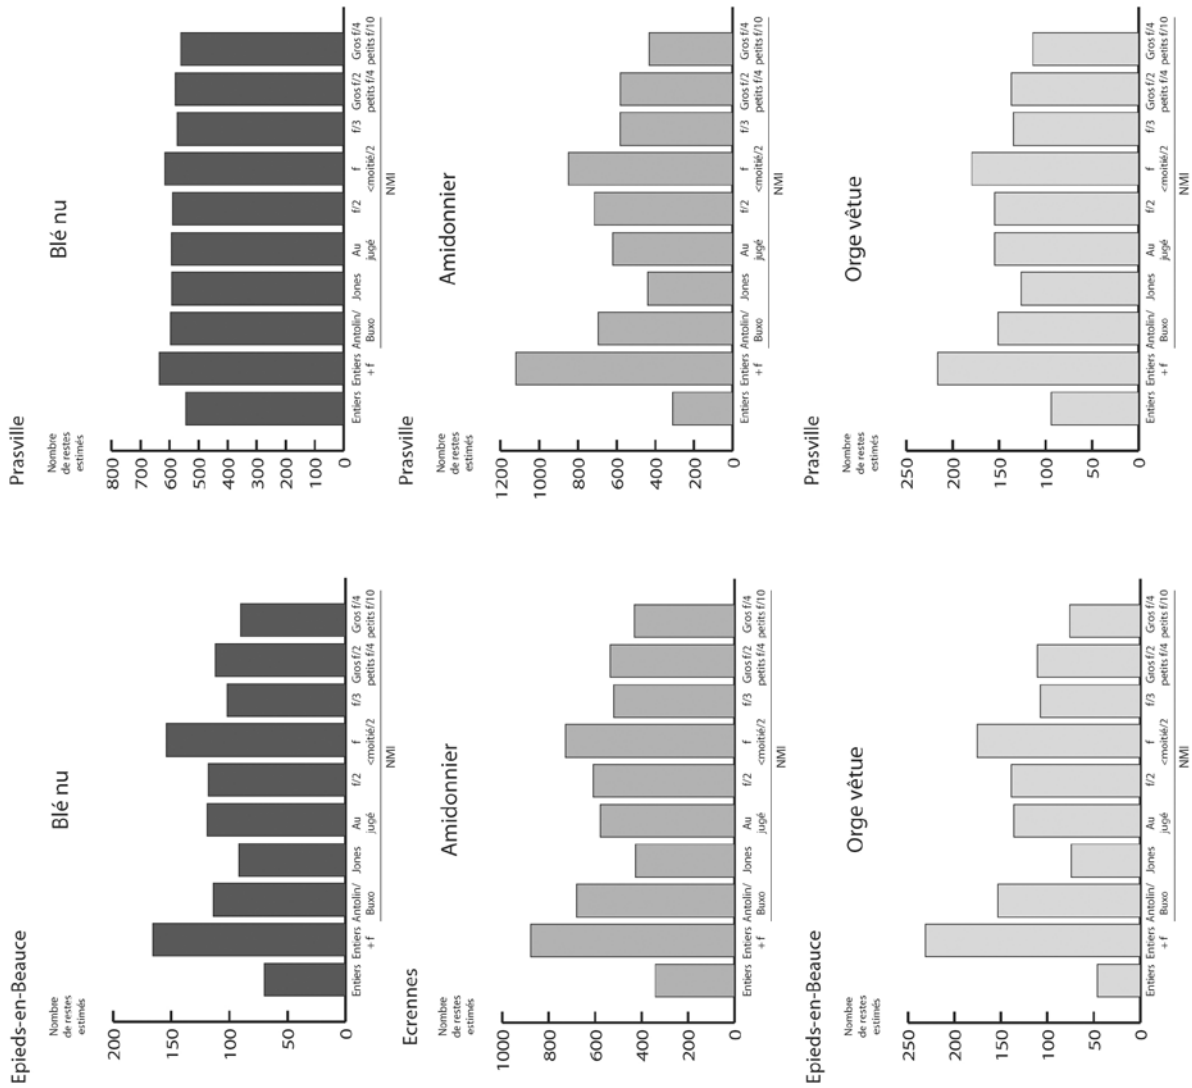 Epieds-en-Beauce
Blé nu
Nombre
de restes
estimés
200
150
100
50
0
Entiers
Entiers
+ f
Antolin/
Buxo
Jones
Au
jugé
f/2
f
<moitié/2
f/3
Gros f/2
petits f/4
Gros f/4
petits f/10
NMI
Prasville
Blé nu
Nombre
de restes
estimés
800
700
600
500
400
300
200
100
0
Entiers
Entiers
+ f
Antolin/
Buxo
Jones
Au
jugé
f/2
f
<moitié/2
f/3
Gros f/2
petits f/4
Gros f/4
petits f/10
NMI
Ecrennes
Amidonnier
Nombre
de restes
estimés
1000
800
600
400
200
0
Entiers
Entiers
+ f
Antolin/
Buxo
Jones
Au
jugé
f/2
f
<moitié/2
f/3
Gros f/2
petits f/4
Gros f/4
petits f/10
NMI
Prasville
Amidonnier
Nombre
de restes
estimés
1200
1000
800
600
400
200
0
Entiers
Entiers
+ f
Antolin/
Buxo
Jones
Au
jugé
f/2
f
<moitié/2
f/3
Gros f/2
petits f/4
Gros f/4
petits f/10
NMI
Epieds-en-Beauce
Orge vêtue
Nombre
de restes
estimés
250
200
150
100
50
0
Entiers
Entiers
+ f
Antolin/
Buxo
Jones
Au
jugé
f/2
f
<moitié/2
f/3
Gros f/2
petits f/4
Gros f/4
petits f/10
NMI
Prasville
Orge vêtue
Nombre
de restes
estimés
250
200
150
100
50
0
Entiers
Entiers
+ f
Antolin/
Buxo
Jones
Au
jugé
f/2
f
<moitié/2
f/3
Gros f/2
petits f/4
Gros f/4
petits f/10
NMI